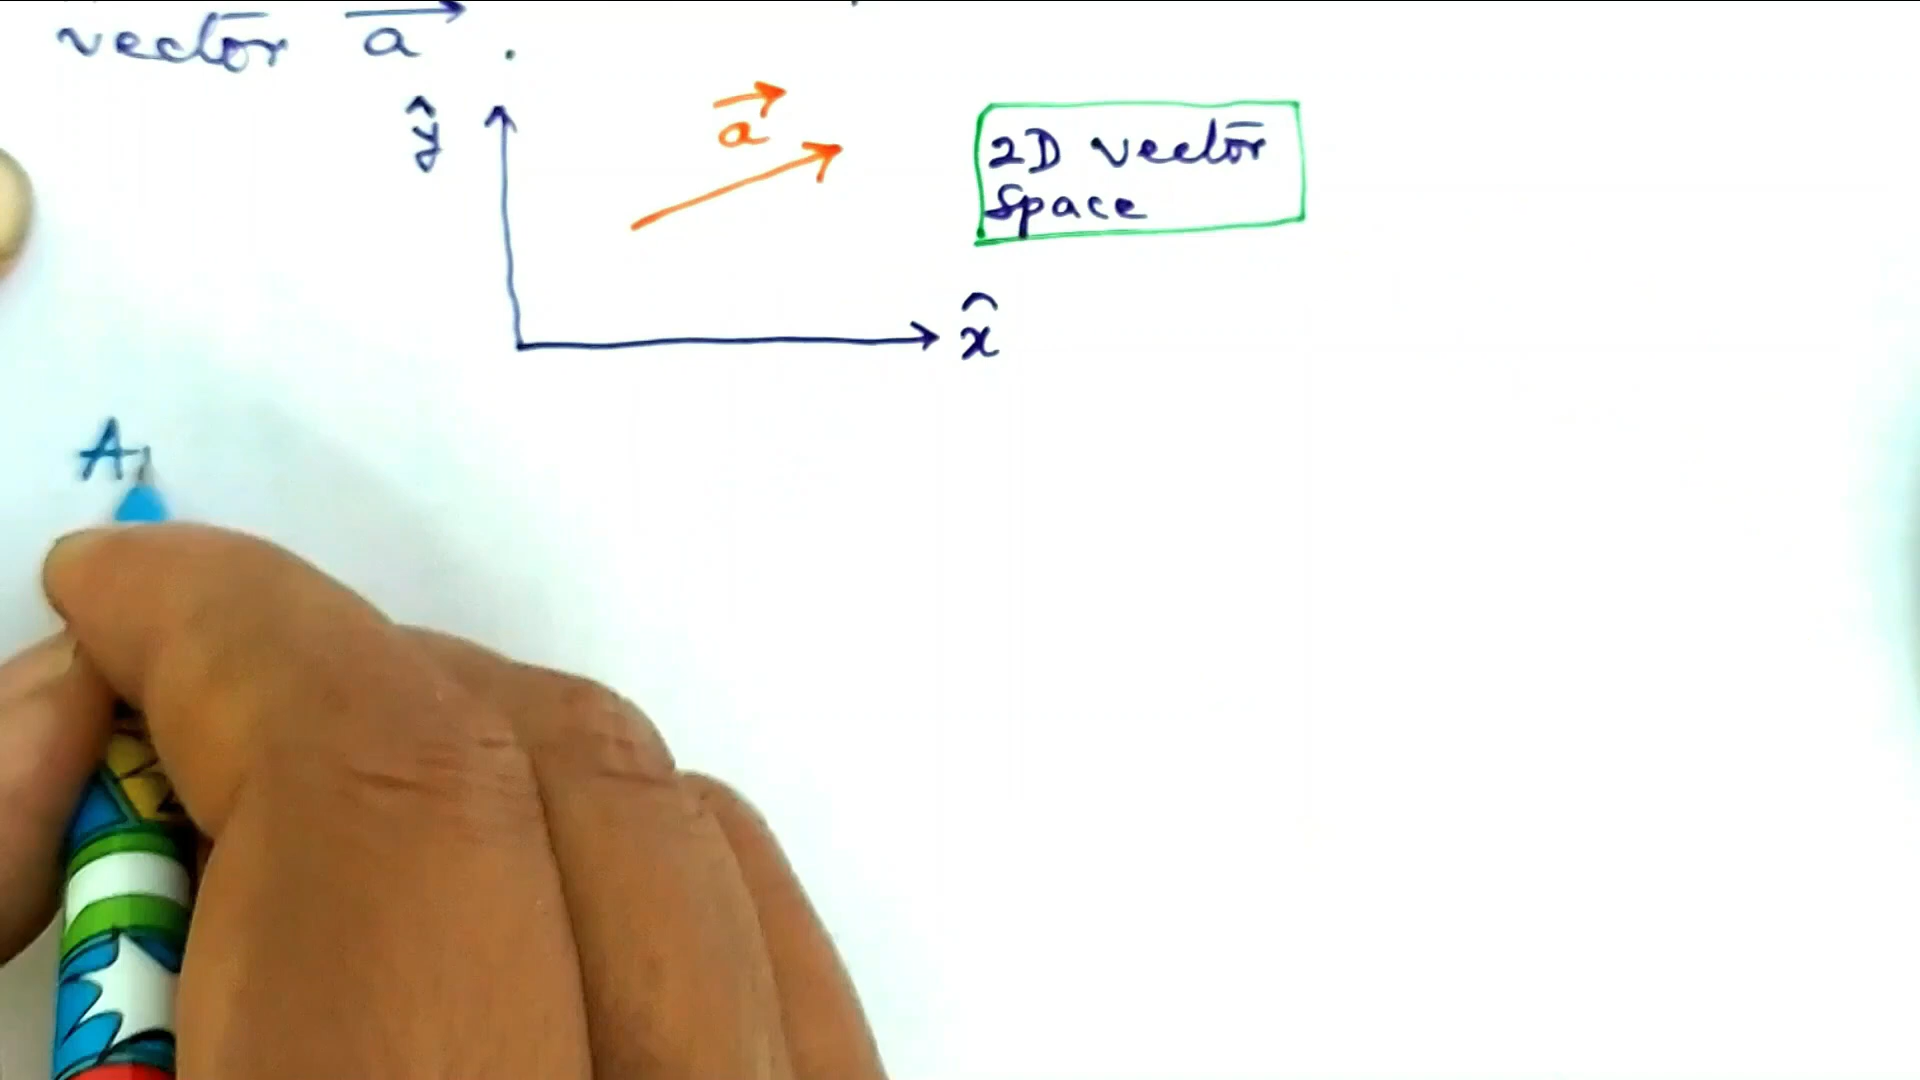 vector a⃗ .
ŷ
a⃗
2D vector
space
x̂
A